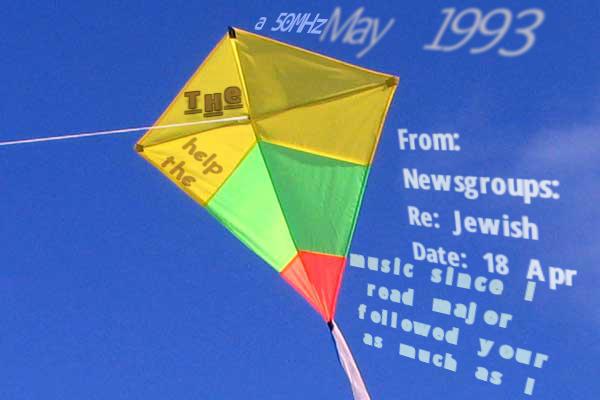 a 50MHz
May 1993
THe
help
the
From:
Newsgroups:
Re: Jewish
Date: 18 Apr
music since I
read major
followed your
as much as I